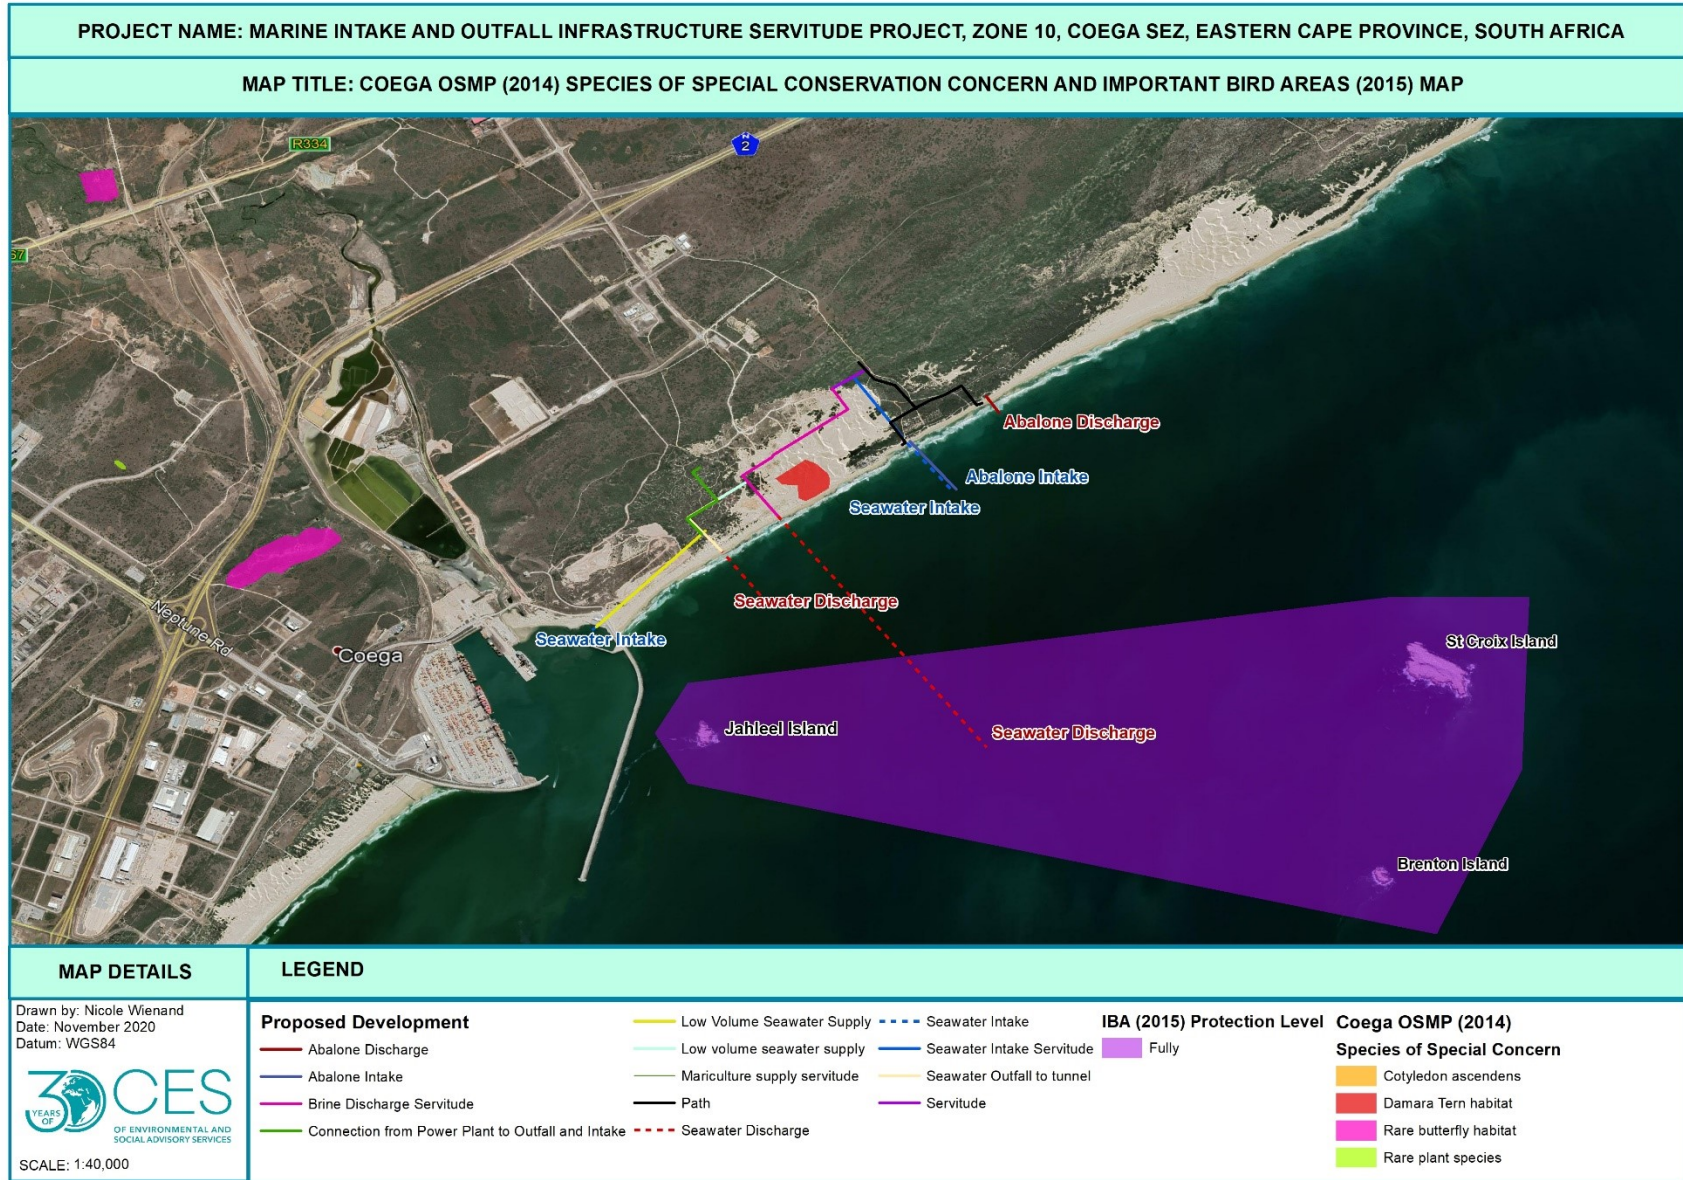 PROJECT NAME: MARINE INTAKE AND OUTFALL INFRASTRUCTURE SERVITUDE PROJECT, ZONE 10, COEGA SEZ, EASTERN CAPE PROVINCE, SOUTH AFRICA
MAP TITLE: COEGA OSMP (2014) SPECIES OF SPECIAL CONSERVATION CONCERN AND IMPORTANT BIRD AREAS (2015) MAP
R334
N
2
67
Abalone Discharge
Abalone Intake
Seawater Intake
Seawater Discharge
Seawater Intake
Neptune Rd
Coega
St Croix Island
Jahleel Island
Seawater Discharge
Brenton Island
MAP DETAILS
Drawn by: Nicole Wienand
Date: November 2020
Datum: WGS84
30 CES
YEARS OF
OF ENVIRONMENTAL AND
SOCIAL ADVISORY SERVICES
SCALE: 1:40,000
LEGEND
Proposed Development
Abalone Discharge
Abalone Intake
Brine Discharge Servitude
Connection from Power Plant to Outfall and Intake
Low Volume Seawater Supply
Low volume seawater supply
Mariculture supply servitude
Path
Seawater Discharge
Seawater Intake
Seawater Intake Servitude
Seawater Outfall to tunnel
Servitude
IBA (2015) Protection Level
Fully
Coega OSMP (2014)
Species of Special Concern
Cotyledon ascendens
Damara Tern habitat
Rare butterfly habitat
Rare plant species